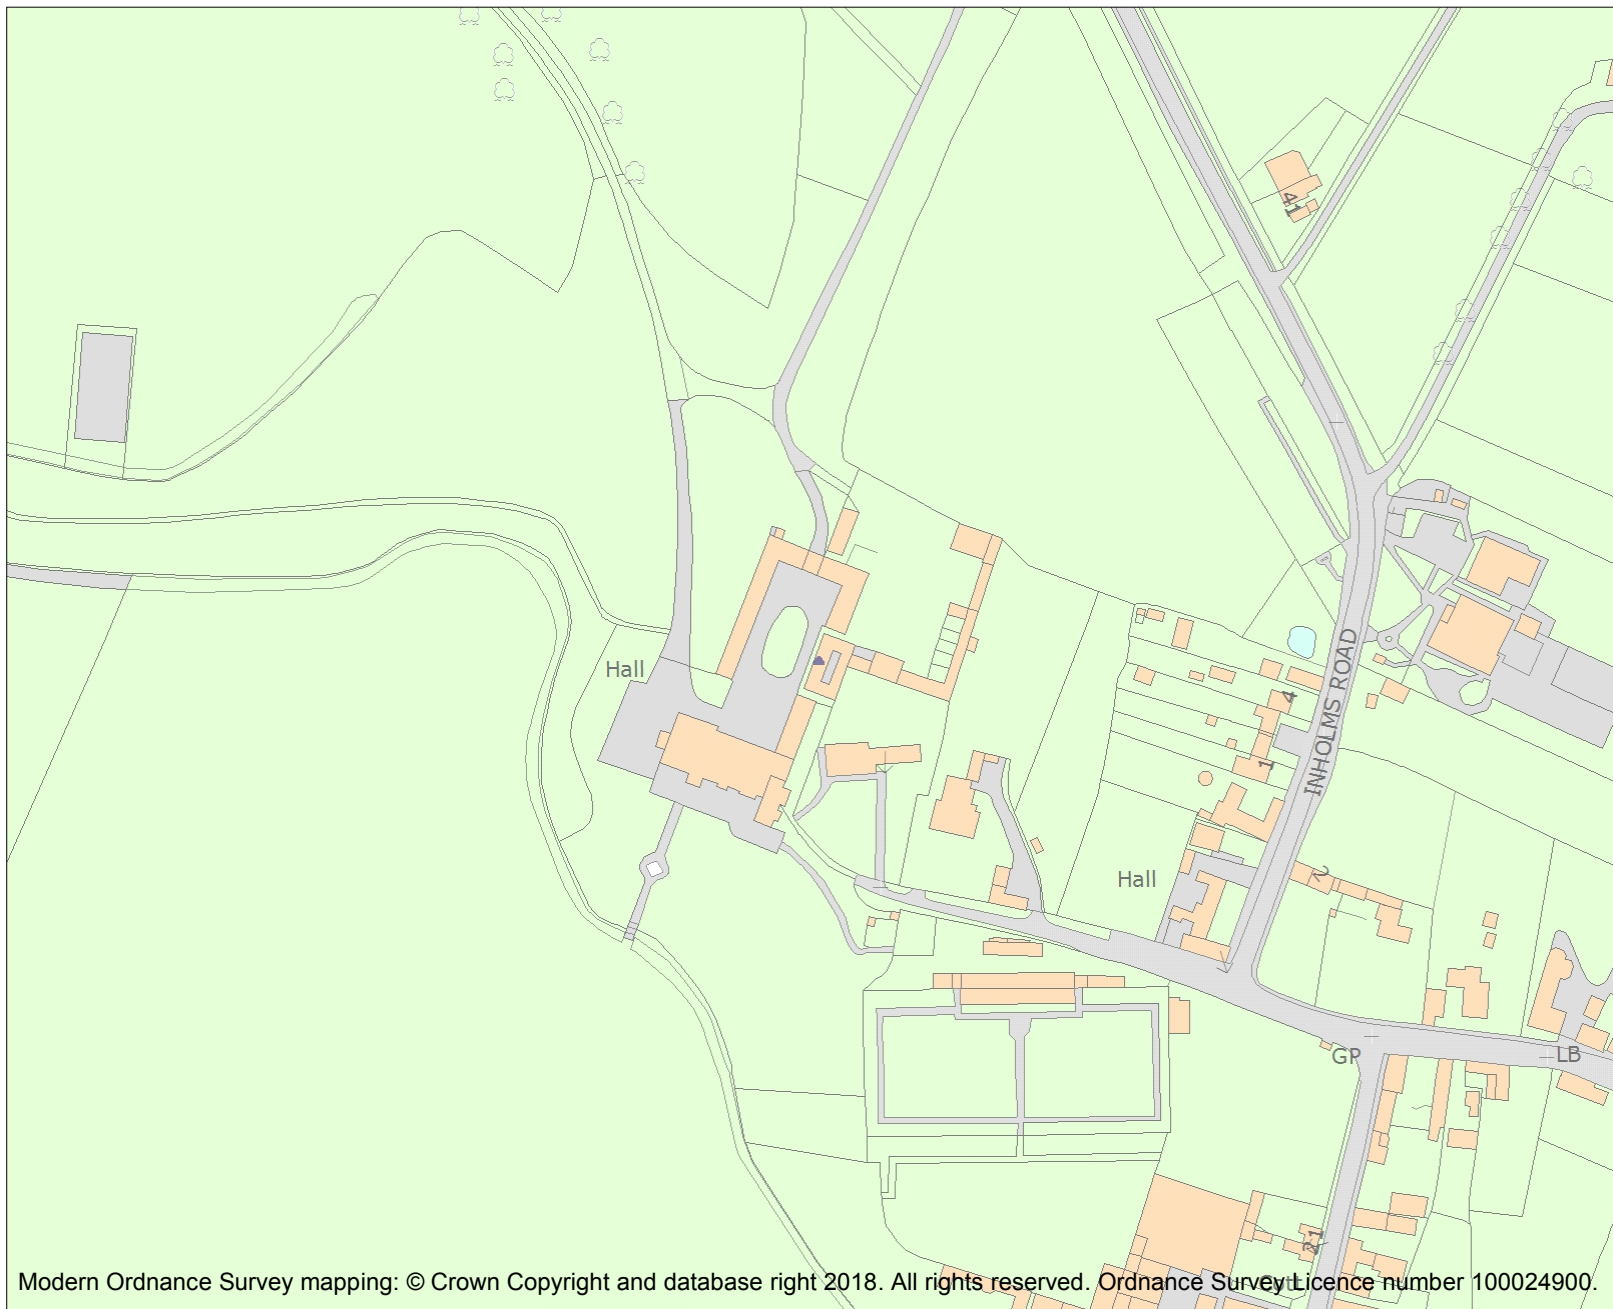 41
Hall
4
INHOLMS ROAD
1
Hall
2
GP
LB
21
Modern Ordnance Survey mapping: © Crown Copyright and database right 2018. All rights reserved. Ordnance Survey Licence number 100024900.